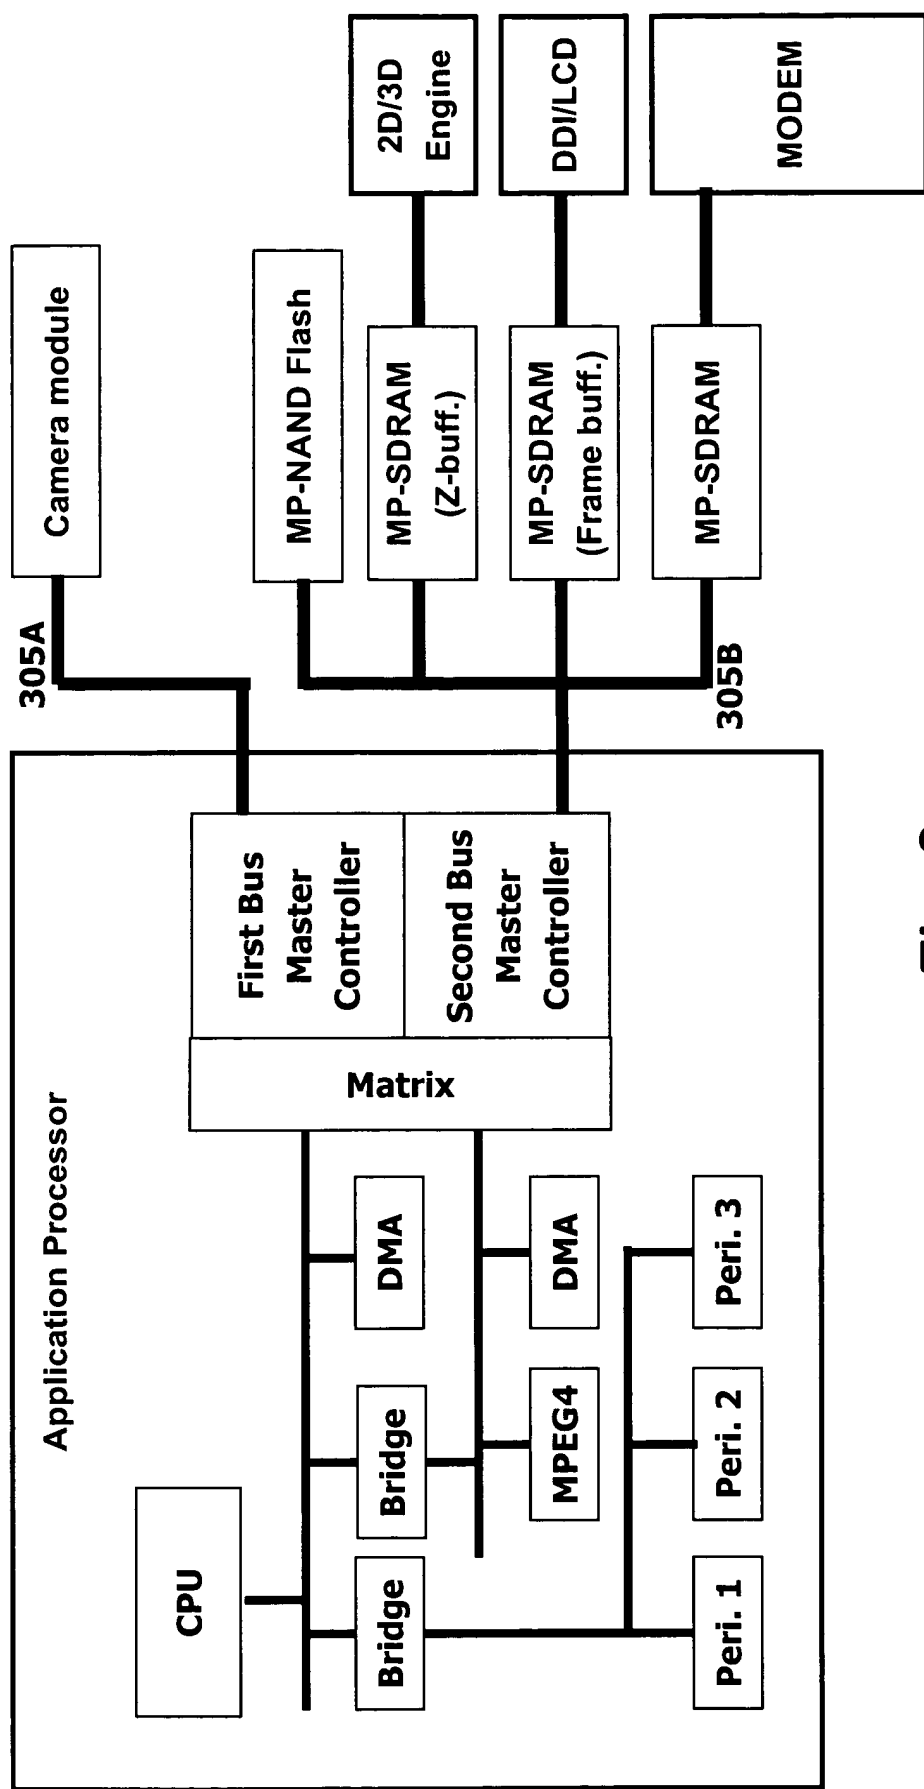 Application Processor
CPU
Bridge
Bridge
DMA
MPEG4
DMA
Peri. 1
Peri. 2
Peri. 3
Matrix
First Bus
Master
Controller
Second Bus
Master
Controller
305A
305B
Camera module
MP-NAND Flash
MP-SDRAM
(Z-buff.)
MP-SDRAM
(Frame buff.)
MP-SDRAM
2D/3D
Engine
DDI/LCD
MODEM